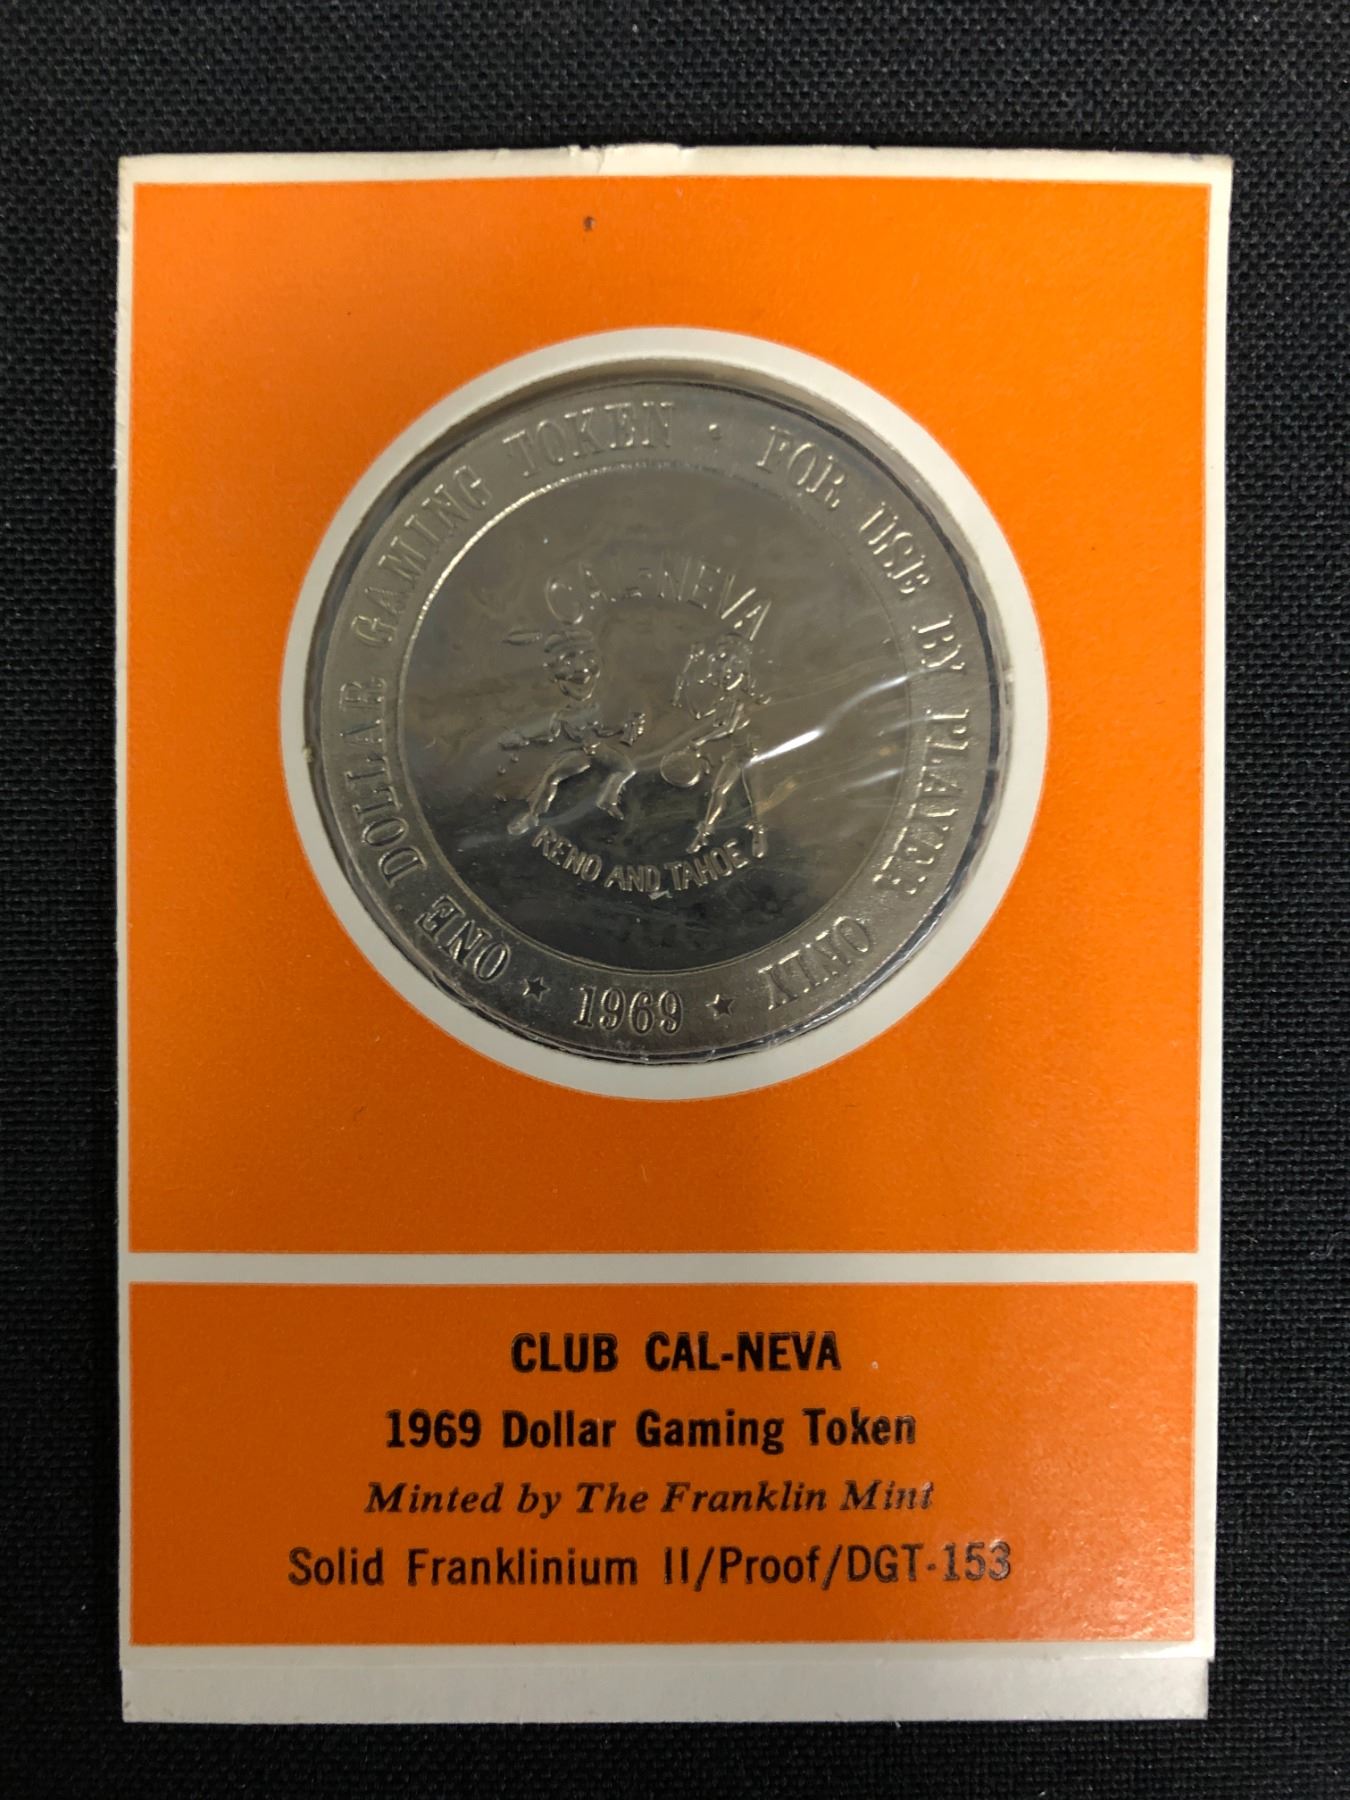 ONE DOLLAR GAMING TOKEN · FOR USE BY PLAYER ONLY
CAL-NEVA
RENO AND TAHOE
★ 1969 ★
CLUB CAL-NEVA
1969 Dollar Gaming Token
Minted by The Franklin Mint
Solid Franklinium II/Proof/DGT-153